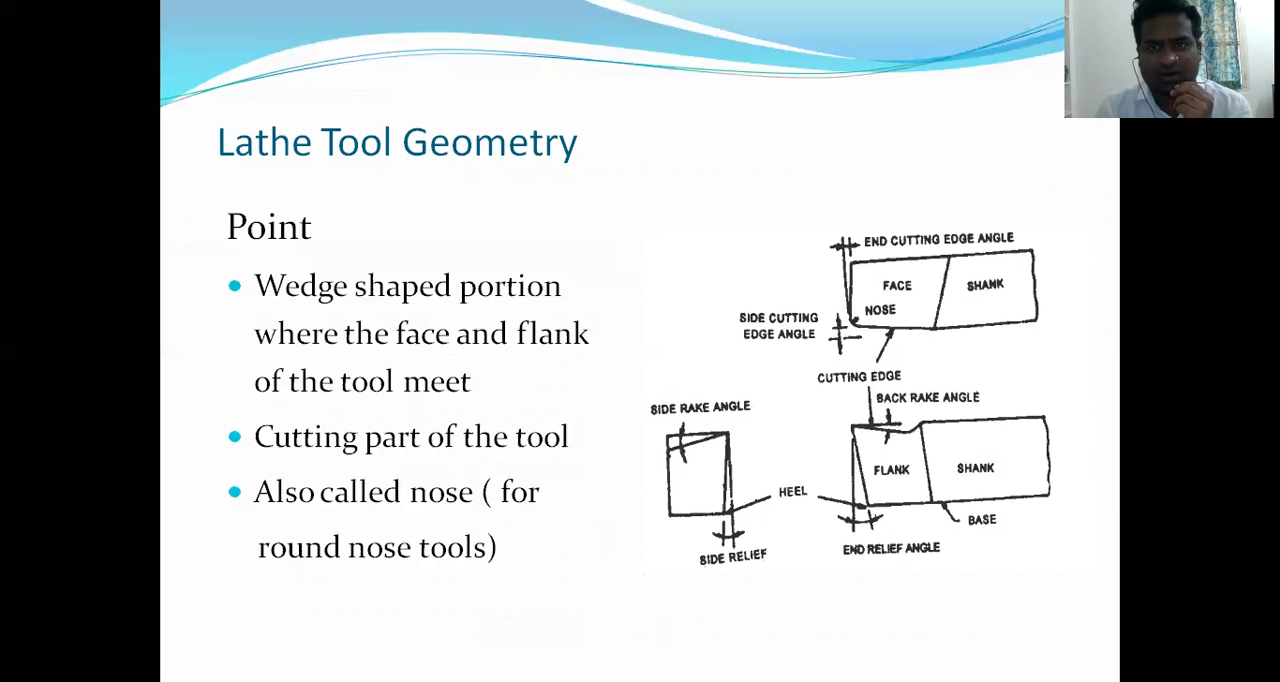 Lathe Tool Geometry
Point
• Wedge shaped portion
where the face and flank
of the tool meet
• Cutting part of the tool
• Also called nose ( for
round nose tools)
END CUTTING EDGE ANGLE
FACE
SHANK
NOSE
SIDE CUTTING
EDGE ANGLE
CUTTING EDGE
BACK RAKE ANGLE
SIDE RAKE ANGLE
FLANK
SHANK
HEEL
BASE
SIDE RELIEF
END RELIEF ANGLE